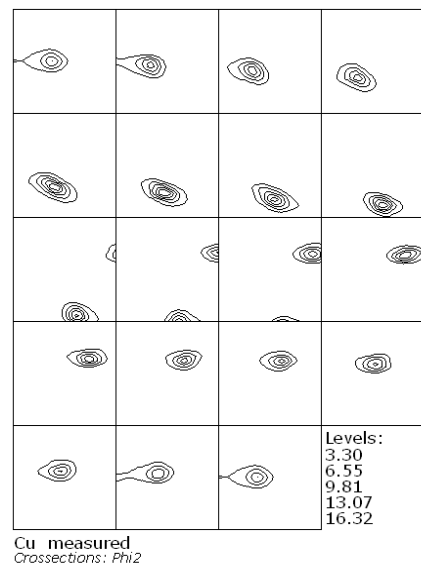 Levels:
3.30
6.55
9.81
13.07
16.32
Cu measured
Crossections: Phi2